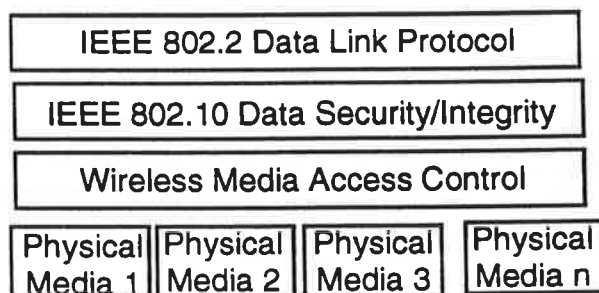 IEEE 802.2 Data Link Protocol
IEEE 802.10 Data Security/Integrity
Wireless Media Access Control
Physical Media 1
Physical Media 2
Physical Media 3
Physical Media n